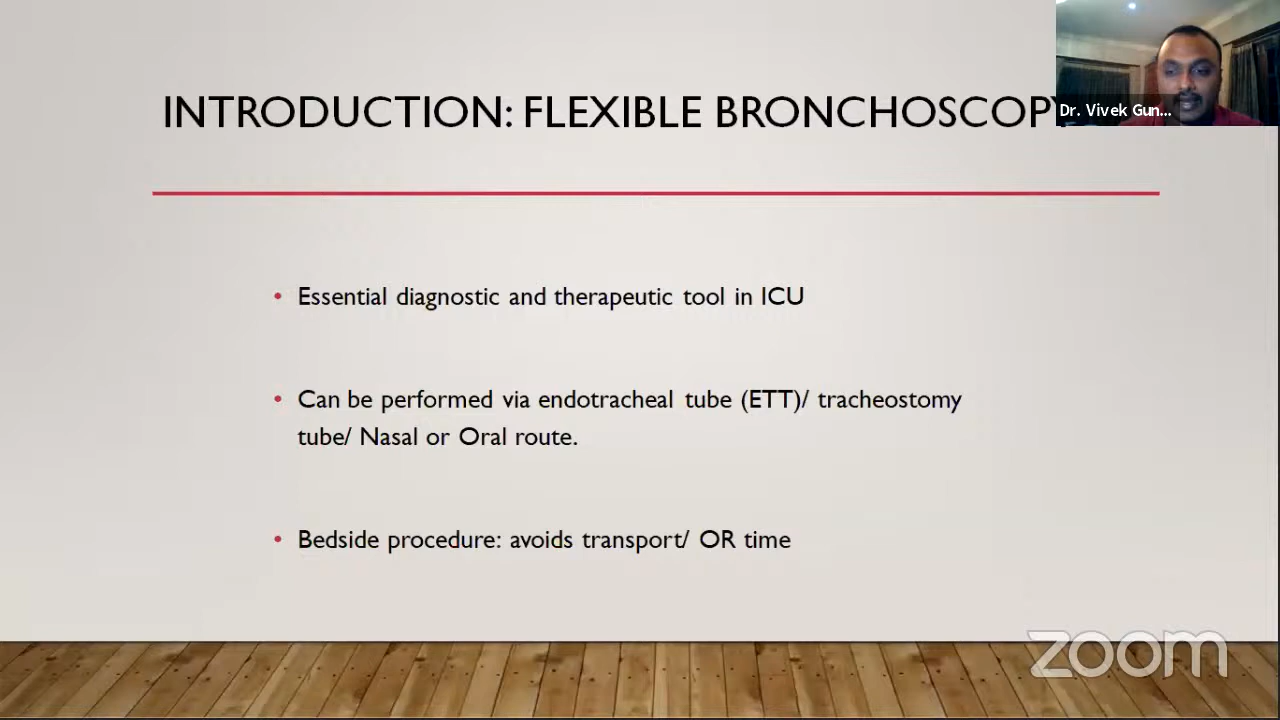 INTRODUCTION: FLEXIBLE BRONCHOSCOPY
Dr. Vivek Gun...
• Essential diagnostic and therapeutic tool in ICU
• Can be performed via endotracheal tube (ETT)/ tracheostomy
tube/ Nasal or Oral route.
• Bedside procedure: avoids transport/ OR time
zoom